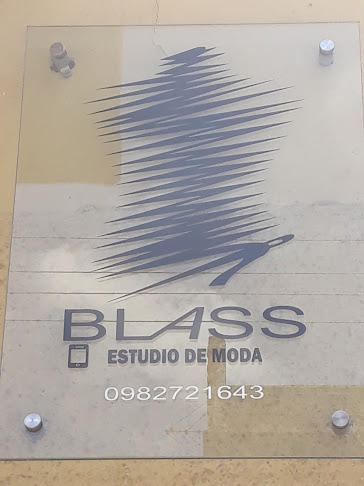 BLASS
ESTUDIO DE MODA
0982721643